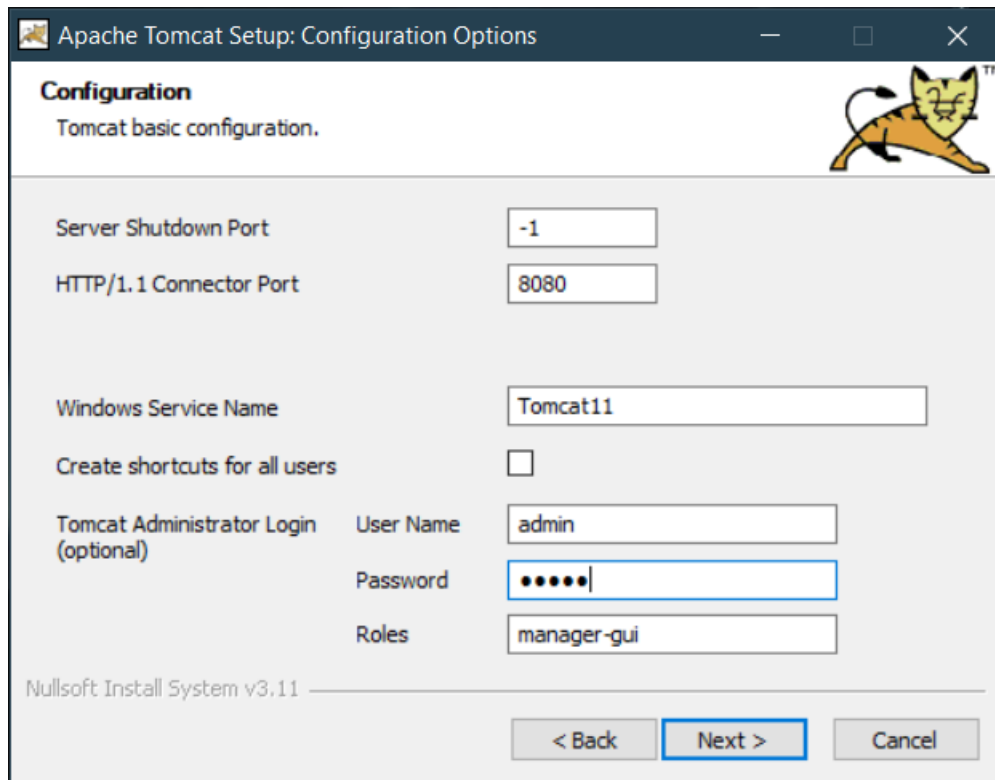 Apache Tomcat Setup: Configuration Options
Configuration
Tomcat basic configuration.
TM
Server Shutdown Port
-1
HTTP/1.1 Connector Port
8080
Windows Service Name
Tomcat11
Create shortcuts for all users
Tomcat Administrator Login
(optional)
User Name
admin
Password
•••••
Roles
manager-gui
Nullsoft Install System v3.11
< Back
Next >
Cancel